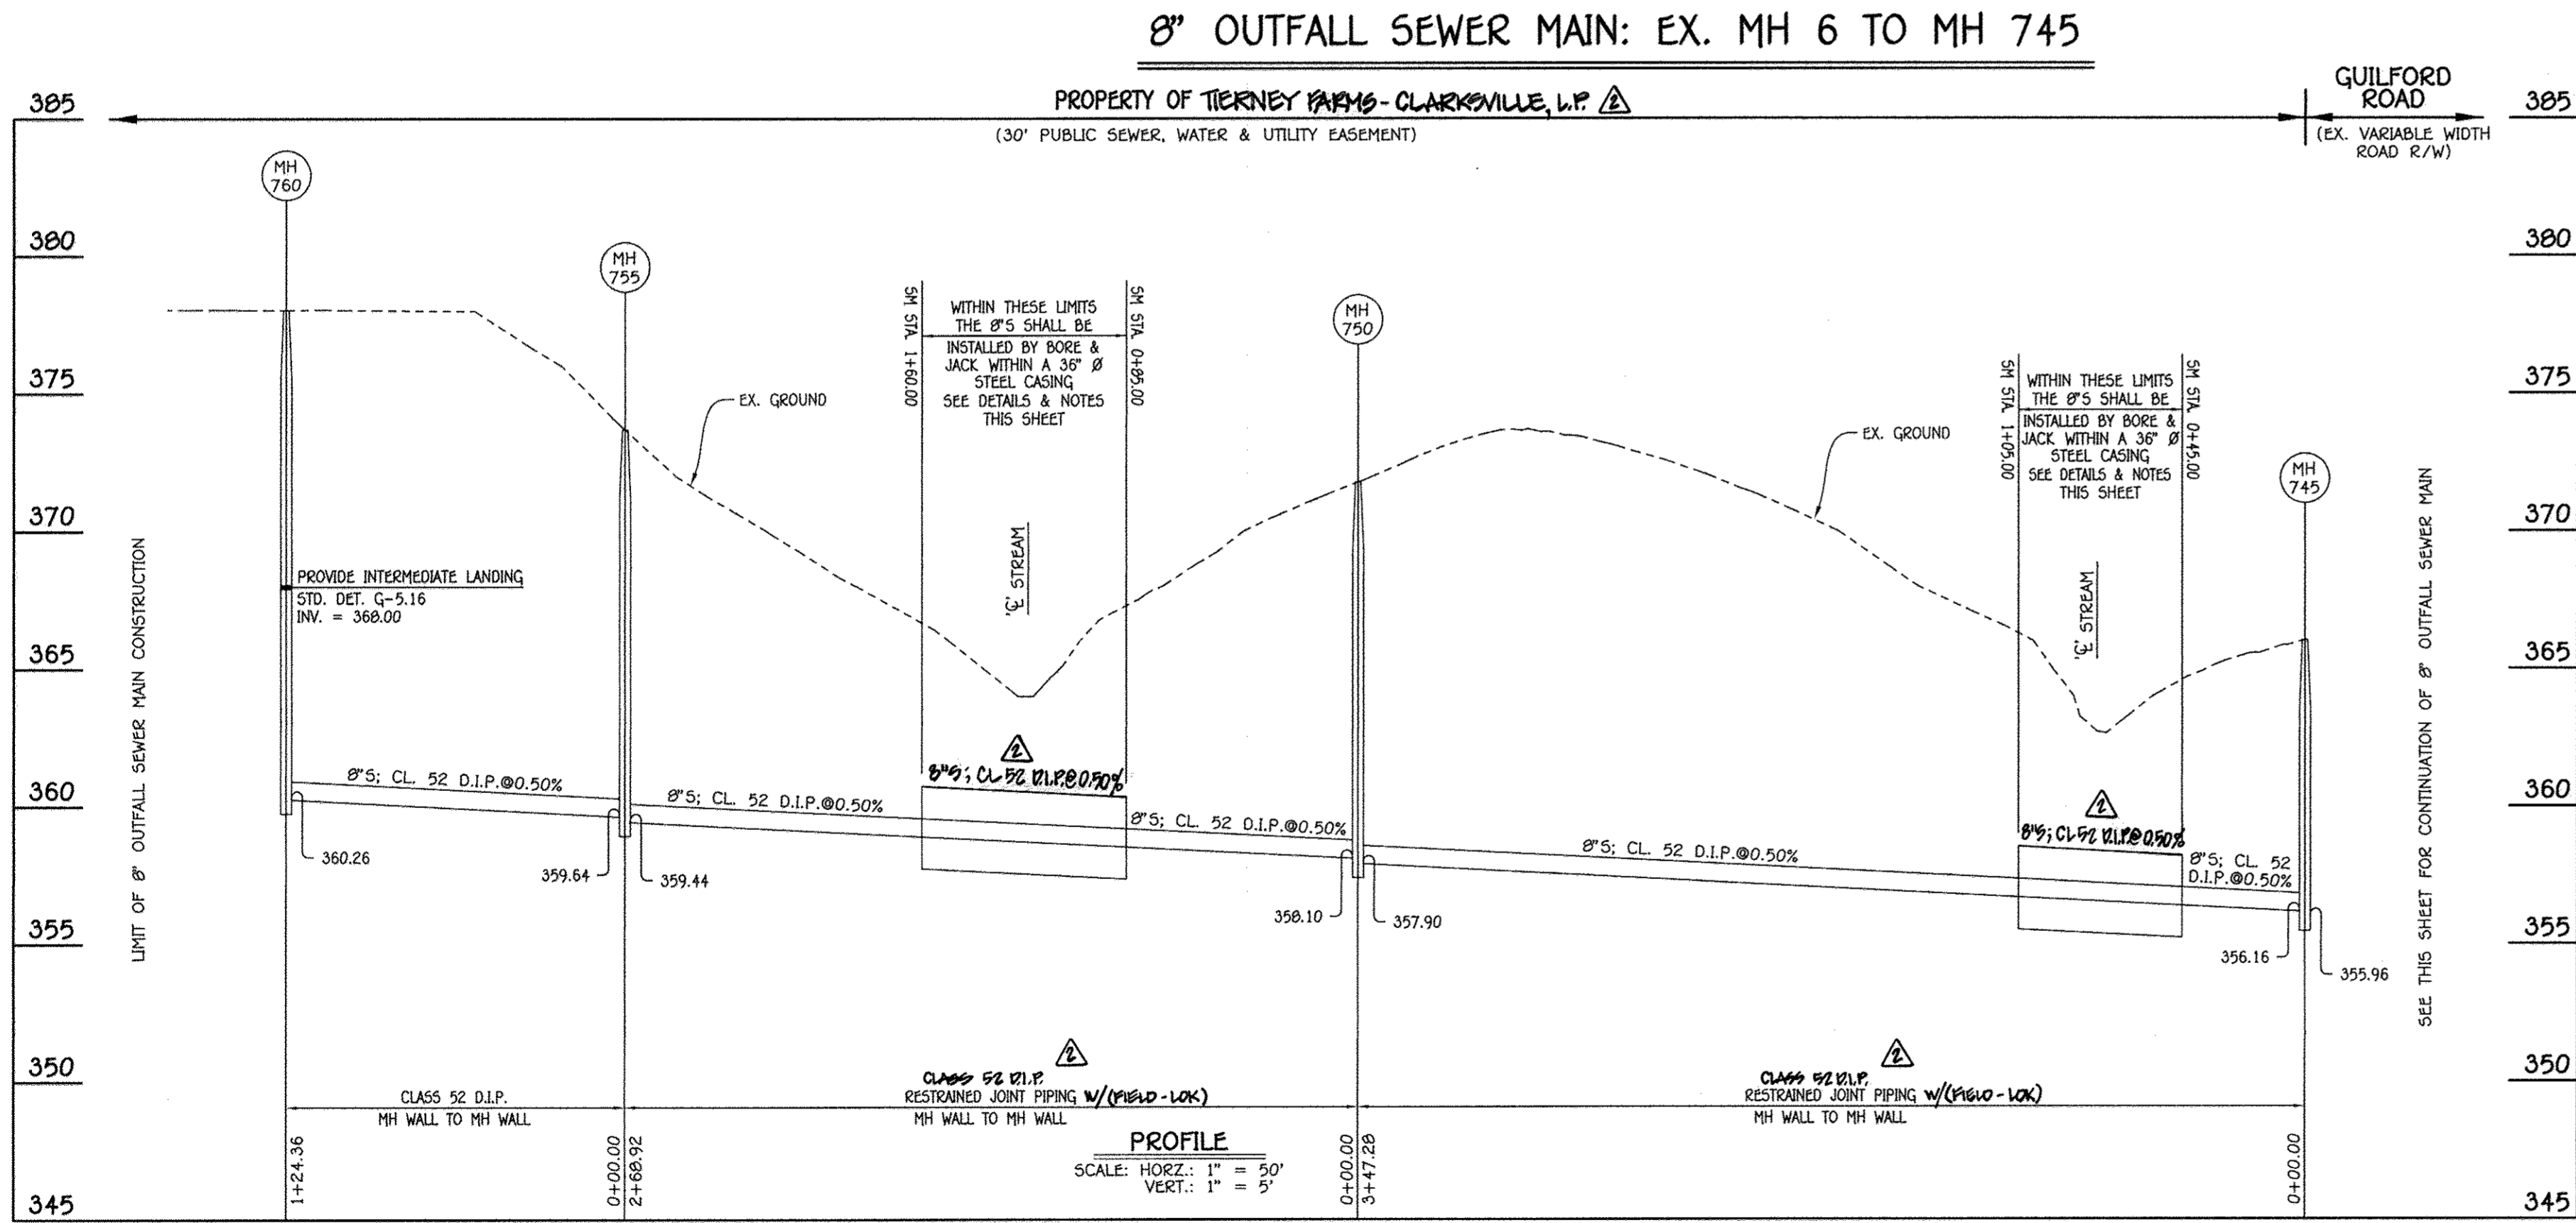 8" OUTFALL SEWER MAIN: EX. MH 6 TO MH 745
PROPERTY OF TIERNEY FARMS - CLARKSVILLE, L.P. 2
(30' PUBLIC SEWER, WATER & UTILITY EASEMENT)
GUILFORD
ROAD
(EX. VARIABLE WIDTH
ROAD R/W)
385
380
375
370
365
360
355
350
345
385
380
375
370
365
360
355
350
345
LIMIT OF 8" OUTFALL SEWER MAIN CONSTRUCTION
MH
760
PROVIDE INTERMEDIATE LANDING
STD. DET. G-5.16
INV. = 368.00
MH
755
EX. GROUND
SM STA. 1+60.00
WITHIN THESE LIMITS
THE 8"S SHALL BE
INSTALLED BY BORE &
JACK WITHIN A 36" Ø
STEEL CASING
SEE DETAILS & NOTES
THIS SHEET
SM STA. 0+85.00
℄ STREAM
MH
750
EX. GROUND
SM STA. 1+05.00
WITHIN THESE LIMITS
THE 8"S SHALL BE
INSTALLED BY BORE &
JACK WITHIN A 36" Ø
STEEL CASING
SEE DETAILS & NOTES
THIS SHEET
SM STA. 0+45.00
℄ STREAM
MH
745
SEE THIS SHEET FOR CONTINUATION OF 8" OUTFALL SEWER MAIN
8"S; CL. 52 D.I.P.@0.50%
8"S; CL. 52 D.I.P.@0.50%
2
8"S; CL 52 D.I.P.@0.50%
8"S; CL. 52 D.I.P.@0.50%
8"S; CL. 52 D.I.P.@0.50%
2
8"S; CL 52 D.I.P.@0.50%
8"S; CL. 52
D.I.P.@0.50%
360.26
359.64
359.44
358.10
357.90
356.16
355.96
CLASS 52 D.I.P.
MH WALL TO MH WALL
2
CLASS 52 D.I.P.
RESTRAINED JOINT PIPING W/(FIELD-LOK)
MH WALL TO MH WALL
2
CLASS 52 D.I.P.
RESTRAINED JOINT PIPING W/(FIELD-LOK)
MH WALL TO MH WALL
1+24.36
0+00.00
2+68.92
0+00.00
3+47.28
0+00.00
PROFILE
SCALE: HORZ.: 1" = 50'
VERT.: 1" = 5'